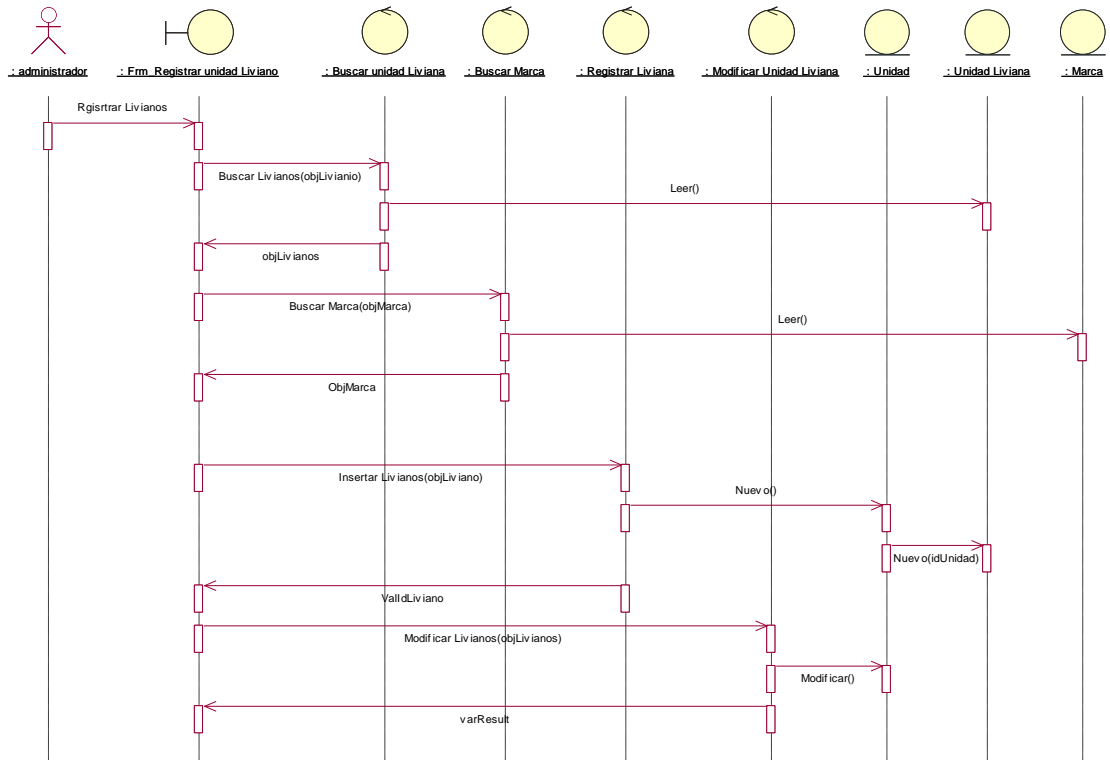 : administrador
: Frm_Registrar unidad Liviano
: Buscar unidad Liviana
: Buscar Marca
: Registrar Liviana
: Modificar Unidad Liviana
: Unidad
: Unidad Liviana
: Marca
Rgisrtrar Livianos
Buscar Livianos(objLivianio)
Leer()
objLivianos
Buscar Marca(objMarca)
Leer()
ObjMarca
Insertar Livianos(objLiviano)
Nuevo()
Nuevo(idUnidad)
ValIdLiviano
Modificar Livianos(objLivianos)
Modificar()
varResult